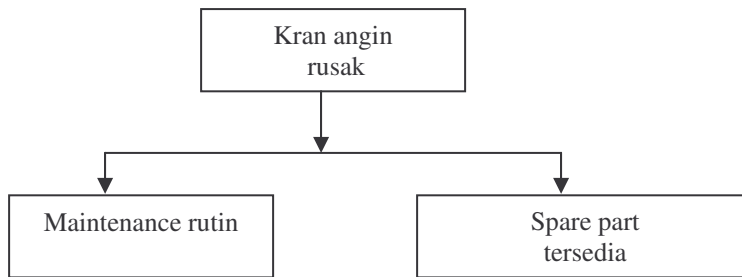 Kran angin
rusak
Maintenance rutin
Spare part
tersedia